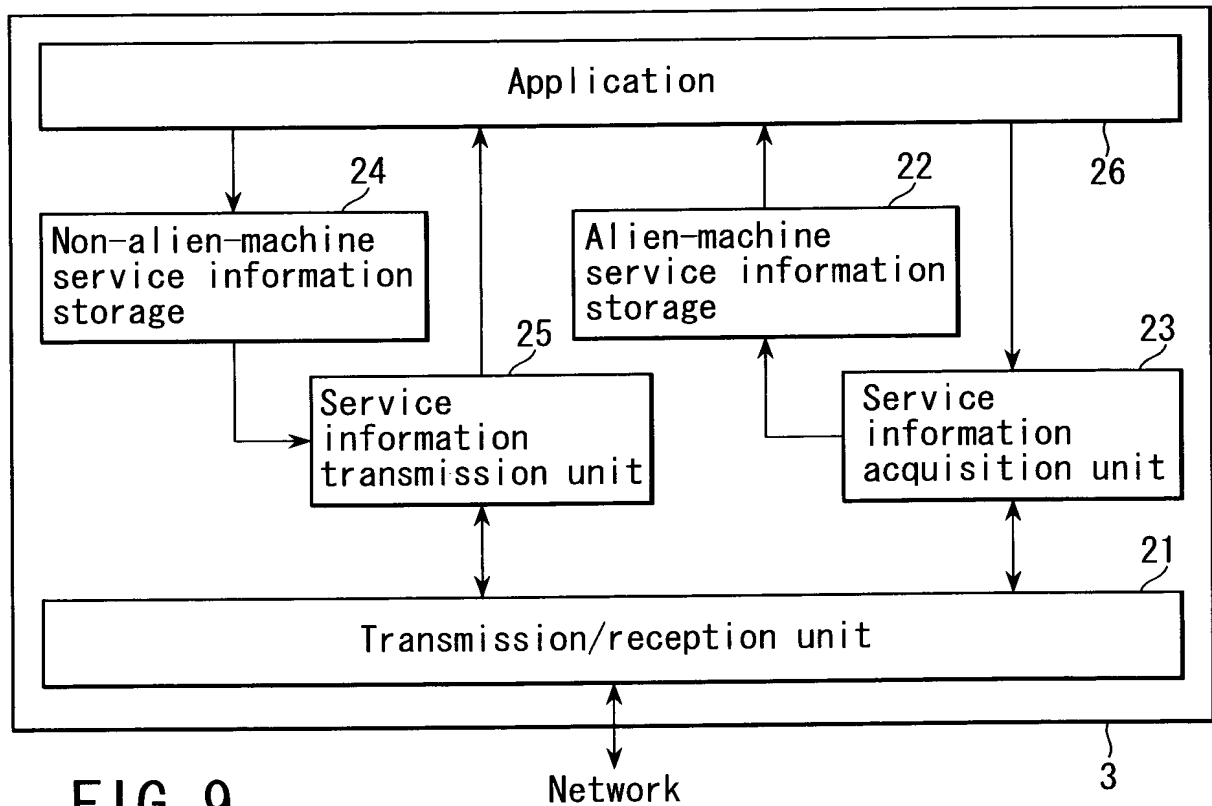 Application
26
24
22
Non-alien-machine
service information
storage
Alien-machine
service information
storage
25
23
Service
information
transmission unit
Service
information
acquisition unit
21
Transmission/reception unit
3
Network
FIG. 9